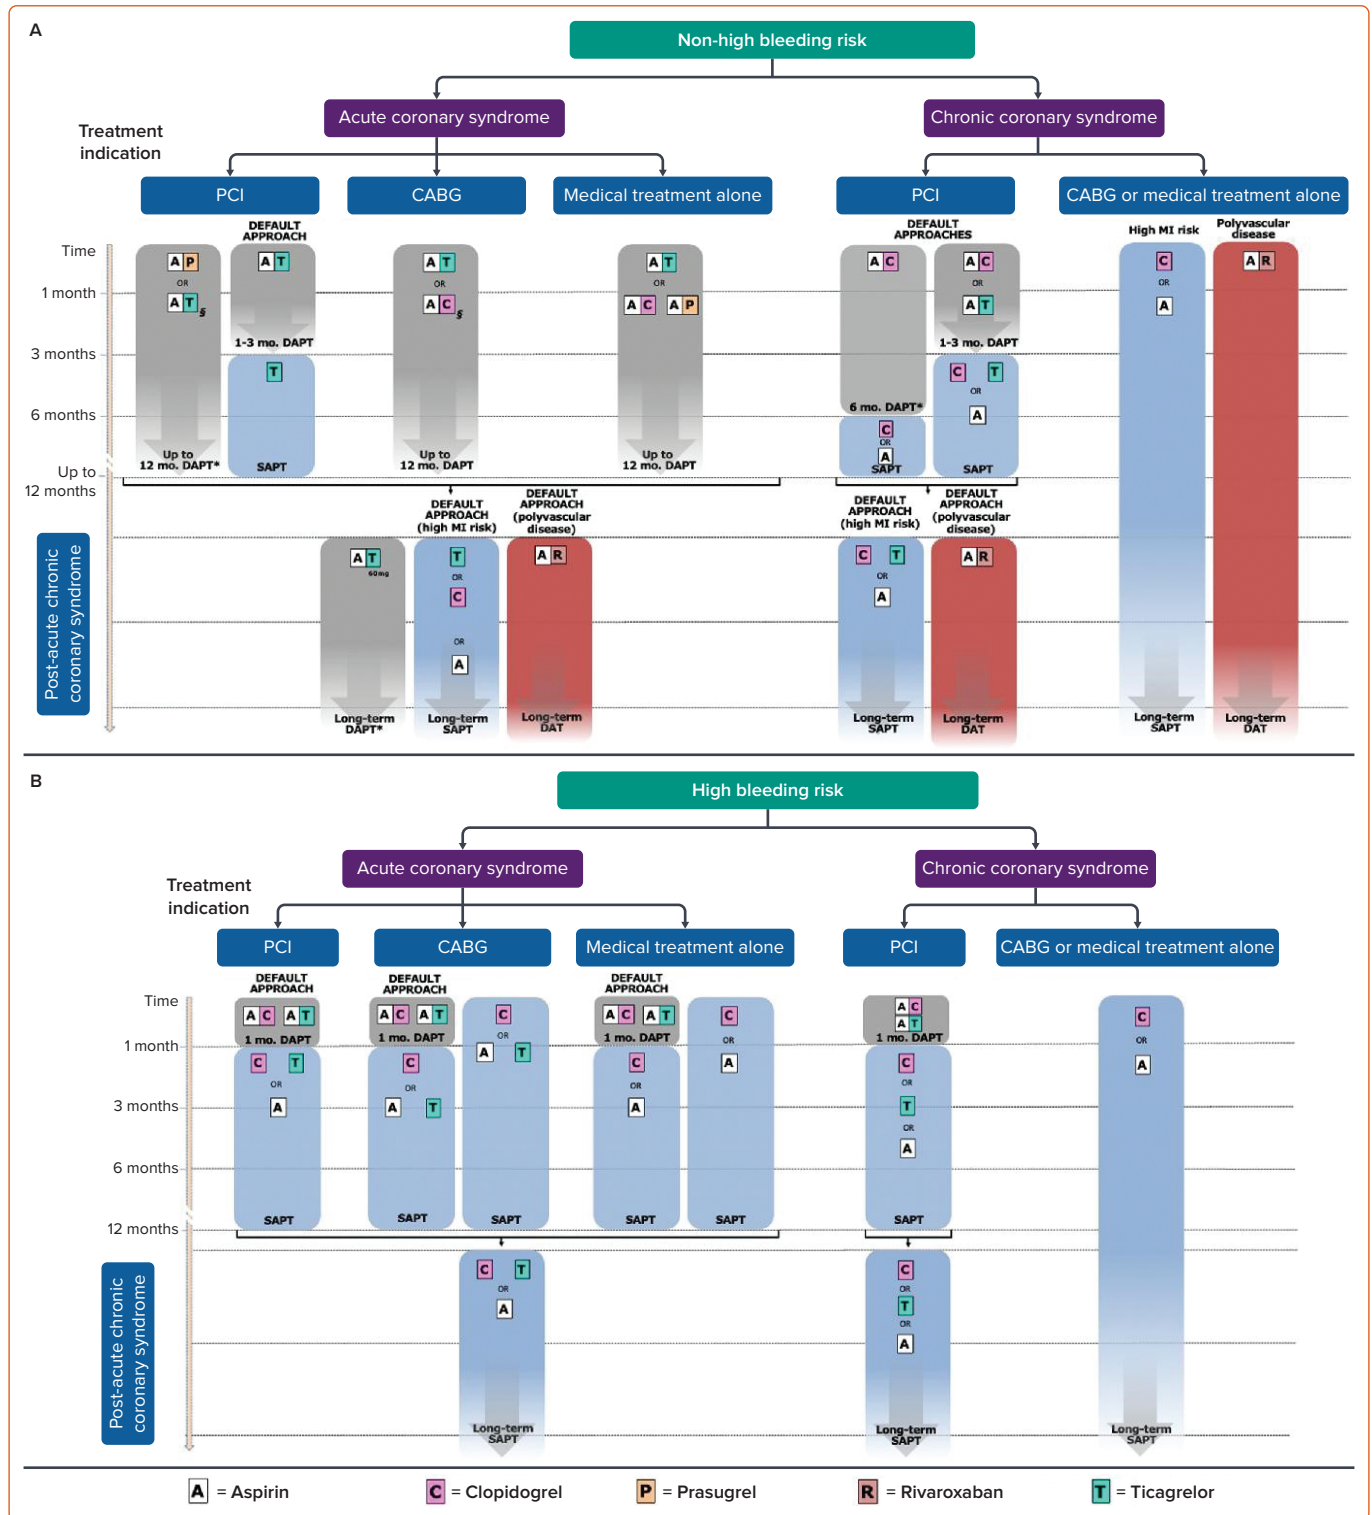 A
Non-high bleeding risk
Acute coronary syndrome
Chronic coronary syndrome
Treatment
indication
PCI
CABG
Medical treatment alone
PCI
CABG or medical treatment alone
DEFAULT
APPROACH
DEFAULT
APPROACHES
High MI risk
Polyvascular
disease
Time
A P
OR
A T §
A T
A T
OR
A C §
A T
OR
A C A P
A C
A C
OR
A T
C
OR
A
A R
1 month
1-3 mo. DAPT
1-3 mo. DAPT
3 months
T
C T
OR
A
6 months
6 mo. DAPT*
C
OR
A
SAPT
Up to
12 mo. DAPT*
SAPT
Up to
12 mo. DAPT
Up to
12 mo. DAPT
SAPT
Up to
12 months
DEFAULT
APPROACH
(high MI risk)
DEFAULT
APPROACH
(polyvascular
disease)
DEFAULT
APPROACH
(high MI risk)
DEFAULT
APPROACH
(polyvascular
disease)
Post-acute chronic
coronary syndrome
A T
60mg
T
OR
C
OR
A
A R
C T
OR
A
A R
Long-term
DAPT*
Long-term
SAPT
Long-term
DAT
Long-term
SAPT
Long-term
DAT
Long-term
SAPT
Long-term
DAT
B
High bleeding risk
Acute coronary syndrome
Chronic coronary syndrome
Treatment
indication
PCI
CABG
Medical treatment alone
PCI
CABG or medical treatment alone
DEFAULT
APPROACH
DEFAULT
APPROACH
DEFAULT
APPROACH
Time
A C A T
1 mo. DAPT
A C A T
1 mo. DAPT
C
OR
A T
A C A T
1 mo. DAPT
C
OR
A
A C
A T
1 mo. DAPT
C
OR
A
1 month
C T
OR
A
C
OR
A T
C
OR
A
C
OR
T
OR
A
3 months
6 months
SAPT
SAPT
SAPT
SAPT
SAPT
SAPT
12 months
Post-acute chronic
coronary syndrome
C T
OR
A
C
OR
T
OR
A
Long-term
SAPT
Long-term
SAPT
Long-term
SAPT
A = Aspirin
C = Clopidogrel
P = Prasugrel
R = Rivaroxaban
T = Ticagrelor